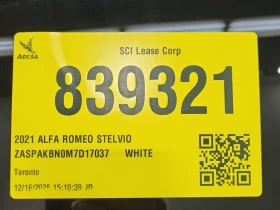 ADESA
SCI Lease Corp
839321
2021 ALFA ROMEO STELVIO
ZASPAKBN0M7D17037 WHITE
Toronto
12/16/2025 15:10:39 JD